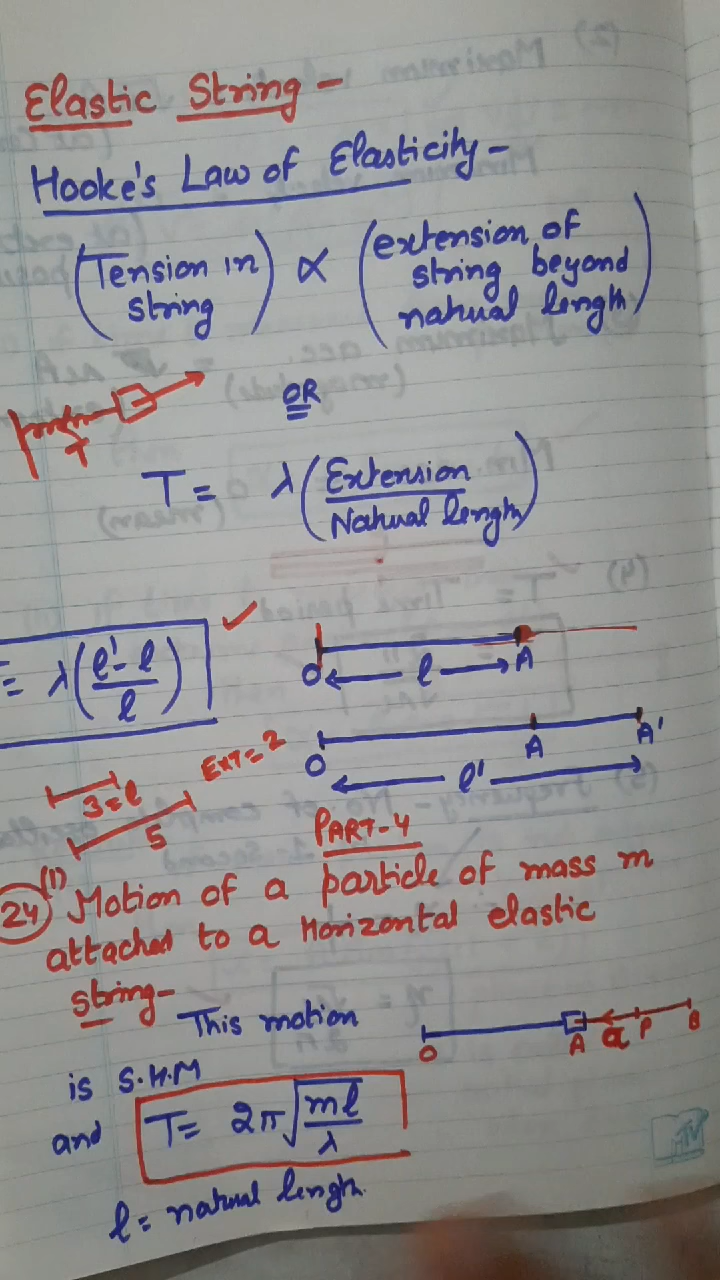 Elastic String -
Hooke's Law of Elasticity -
(Tension in string) ∝ (extension of string beyond natural length)
T
OR
T = λ(Extension / Natural length)
= λ(l' - l / l) ✓
O l A
O A A'
l'
3 = l
5
Ext = 2
PART-4
24 (1) Motion of a particle of mass m
attached to a Horizontal elastic
string -
This motion
O A a P B
is S.H.M
and T = 2π√(ml/λ)
l = natural length.